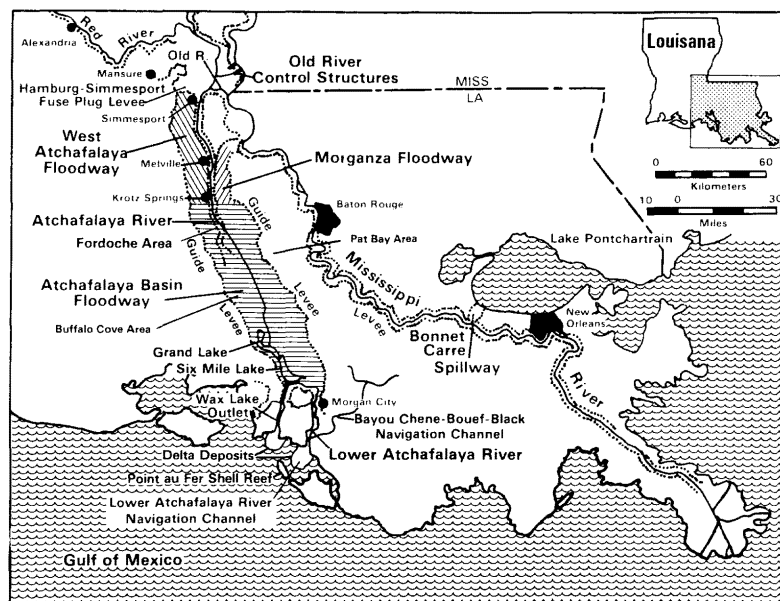 Red River
Alexandria
Mansure
Old R
Old River
Control Structures
Hamburg-Simmesport
Fuse Plug Levee
Simmesport
MISS
LA
Louisana
0 60
Kilometers
10 0 30
Miles
West
Atchafalaya
Floodway
Melville
Morganza Floodway
Krotz Springs
Baton Rouge
Atchafalaya River
Fordoche Area
Guide
Levee
Guide
Levee
Pat Bay Area
Lake Pontchartrain
Atchafalaya Basin
Floodway
Buffalo Cove Area
Mississippi
River
Levee
Bonnet
Carre
Spillway
New
Orleans
Grand Lake
Six Mile Lake
Wax Lake
Outlet
Morgan City
Bayou Chene-Bouef-Black
Navigation Channel
Lower Atchafalaya River
Delta Deposits
Point au Fer Shell Reef
Lower Atchafalaya River
Navigation Channel
Gulf of Mexico